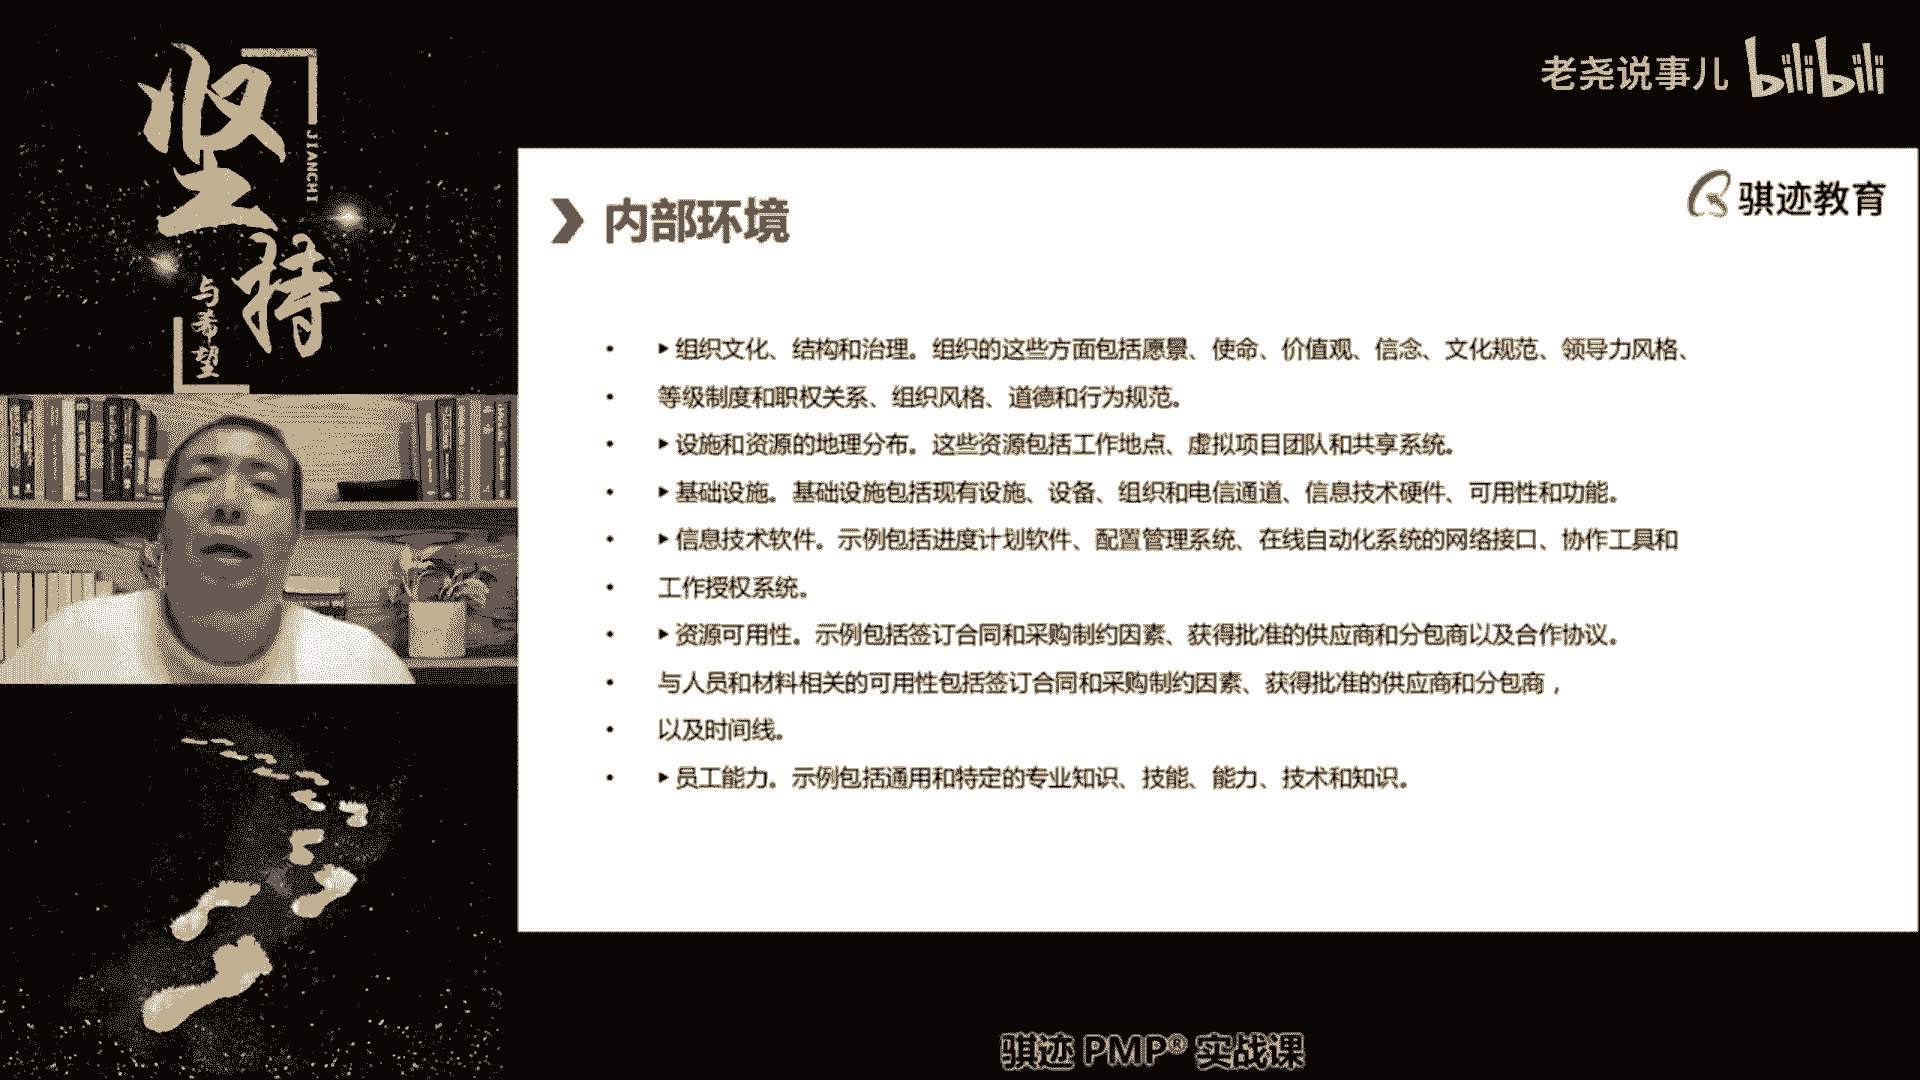 坚持
JIANCHI
与希望
老尧说事儿 bilibili
骐迹教育
内部环境
• ▸组织文化、结构和治理。组织的这些方面包括愿景、使命、价值观、信念、文化规范、领导力风格、
• 等级制度和职权关系、组织风格、道德和行为规范。
• ▸设施和资源的地理分布。这些资源包括工作地点、虚拟项目团队和共享系统。
• ▸基础设施。基础设施包括现有设施、设备、组织和电信通道、信息技术硬件、可用性和功能。
• ▸信息技术软件。示例包括进度计划软件、配置管理系统、在线自动化系统的网络接口、协作工具和
• 工作授权系统。
• ▸资源可用性。示例包括签订合同和采购制约因素、获得批准的供应商和分包商以及合作协议。
• 与人员和材料相关的可用性包括签订合同和采购制约因素、获得批准的供应商和分包商，
• 以及时间线。
• ▸员工能力。示例包括通用和特定的专业知识、技能、能力、技术和知识。
骐迹 PMP® 实战课